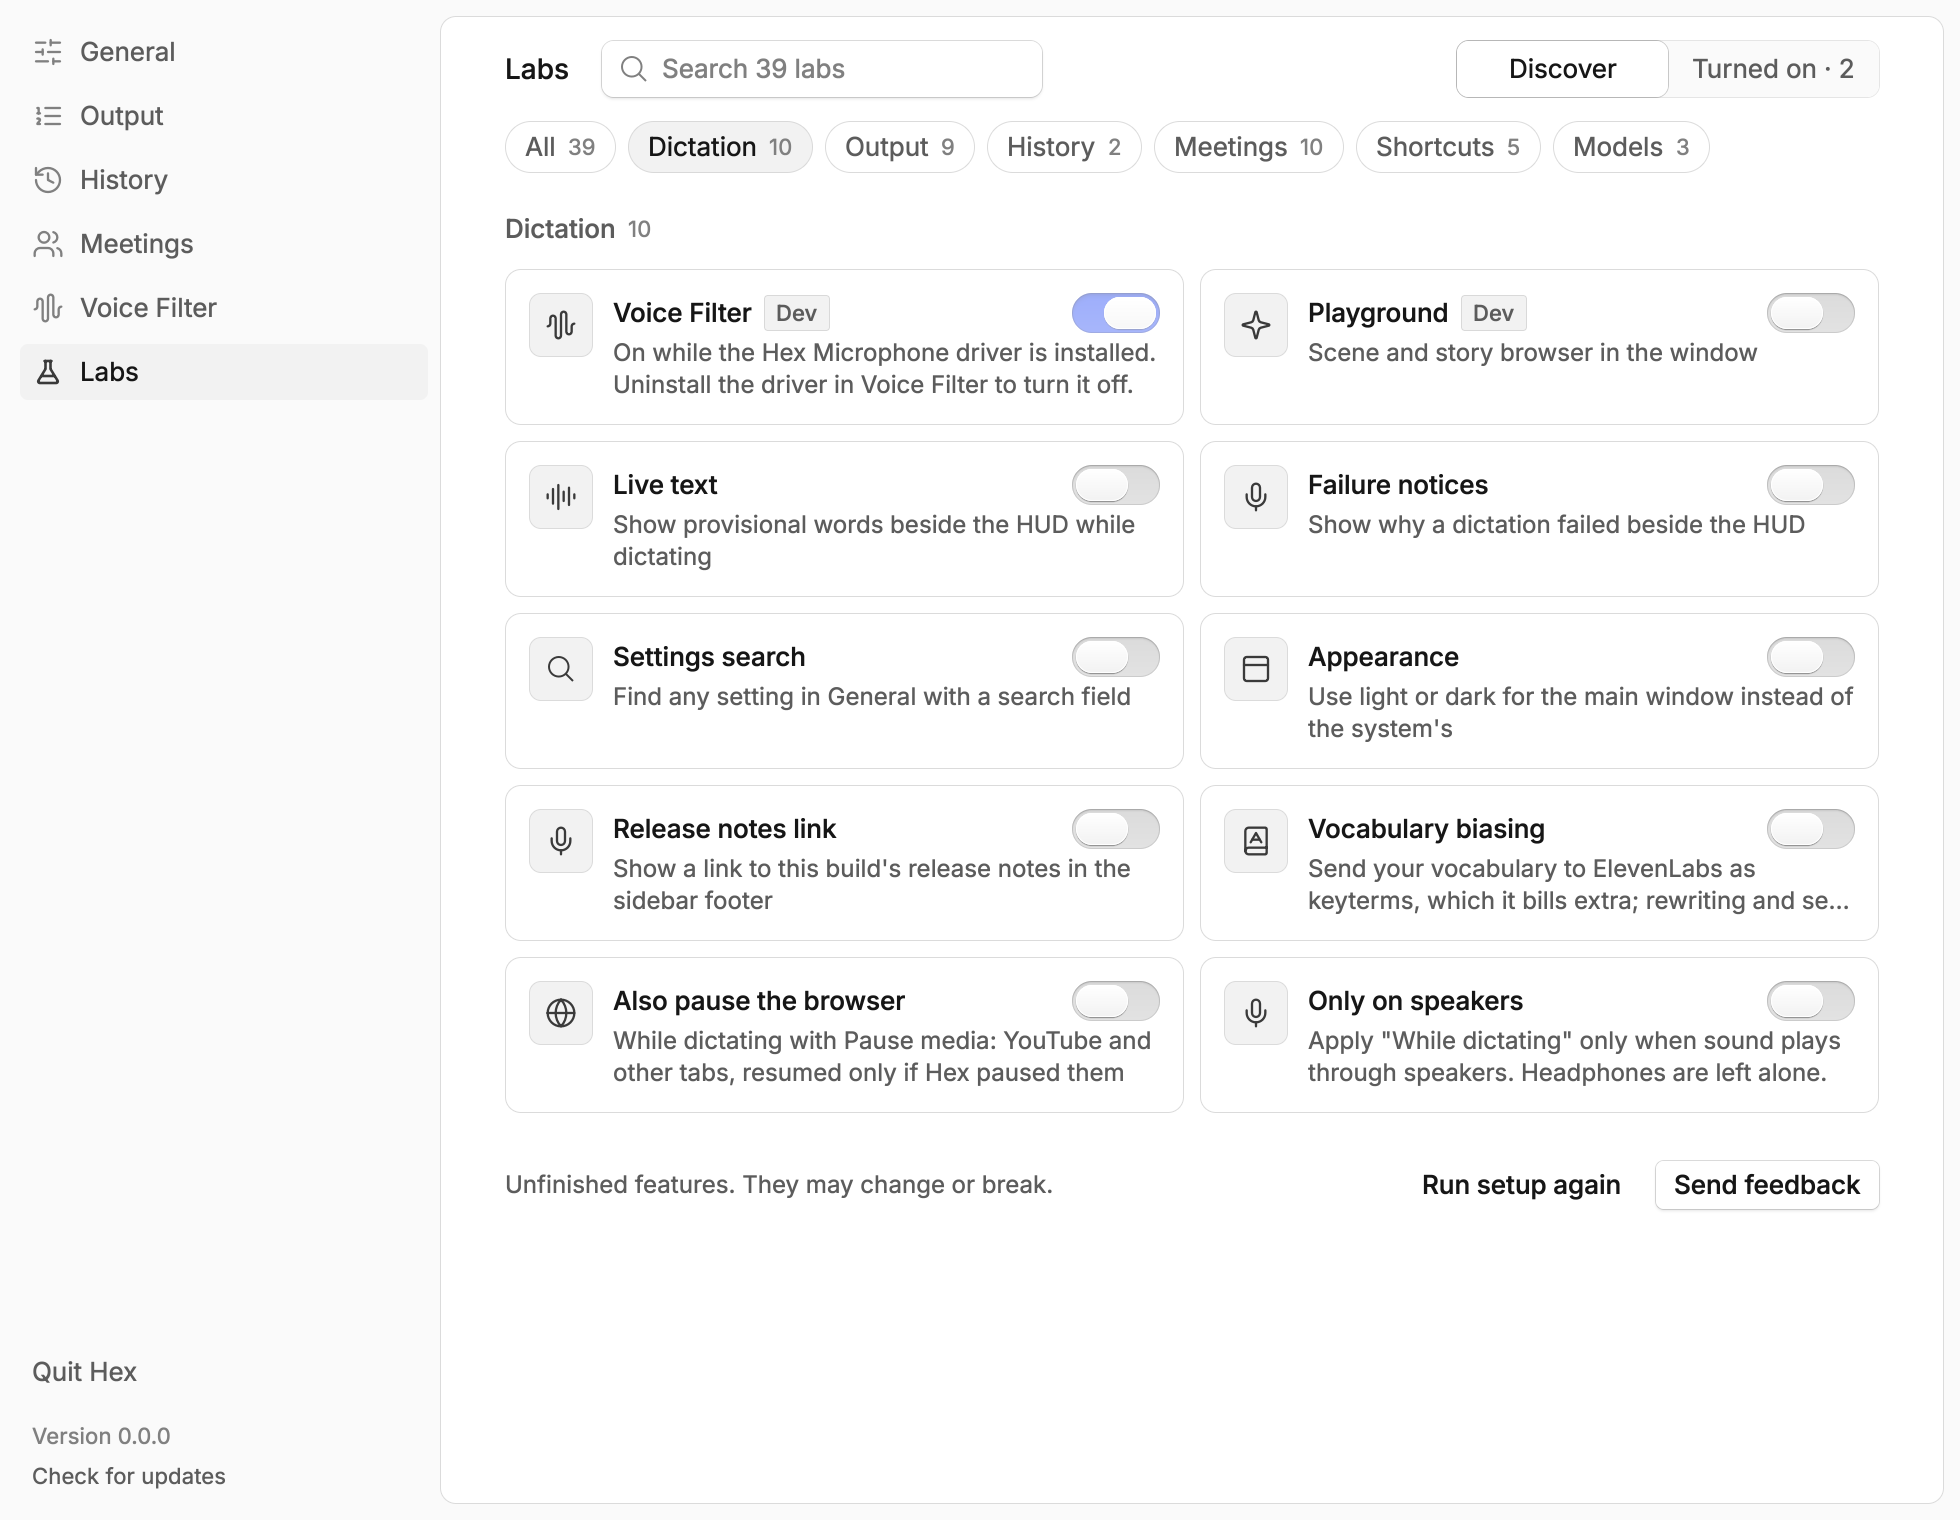 General
Output
History
Meetings
Voice Filter
Labs
Quit Hex
Version 0.0.0
Check for updates
Labs
Search 39 labs
Discover
Turned on · 2
All 39
Dictation 10
Output 9
History 2
Meetings 10
Shortcuts 5
Models 3
Dictation 10
Voice Filter Dev
On while the Hex Microphone driver is installed.
Uninstall the driver in Voice Filter to turn it off.
Playground Dev
Scene and story browser in the window
Live text
Show provisional words beside the HUD while
dictating
Failure notices
Show why a dictation failed beside the HUD
Settings search
Find any setting in General with a search field
Appearance
Use light or dark for the main window instead of
the system's
Release notes link
Show a link to this build's release notes in the
sidebar footer
Vocabulary biasing
Send your vocabulary to ElevenLabs as
keyterms, which it bills extra; rewriting and se...
Also pause the browser
While dictating with Pause media: YouTube and
other tabs, resumed only if Hex paused them
Only on speakers
Apply "While dictating" only when sound plays
through speakers. Headphones are left alone.
Unfinished features. They may change or break.
Run setup again
Send feedback